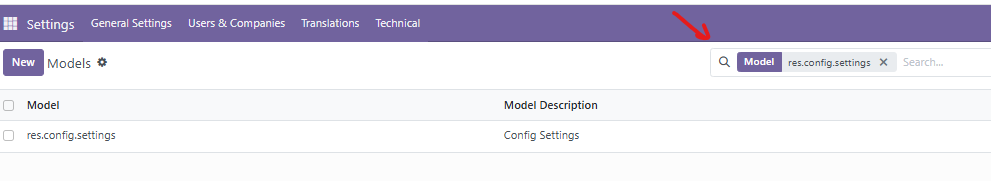 Settings General Settings Users & Companies Translations Technical
New Models Model res.config.settings Search...
Model Model Description
res.config.settings Config Settings